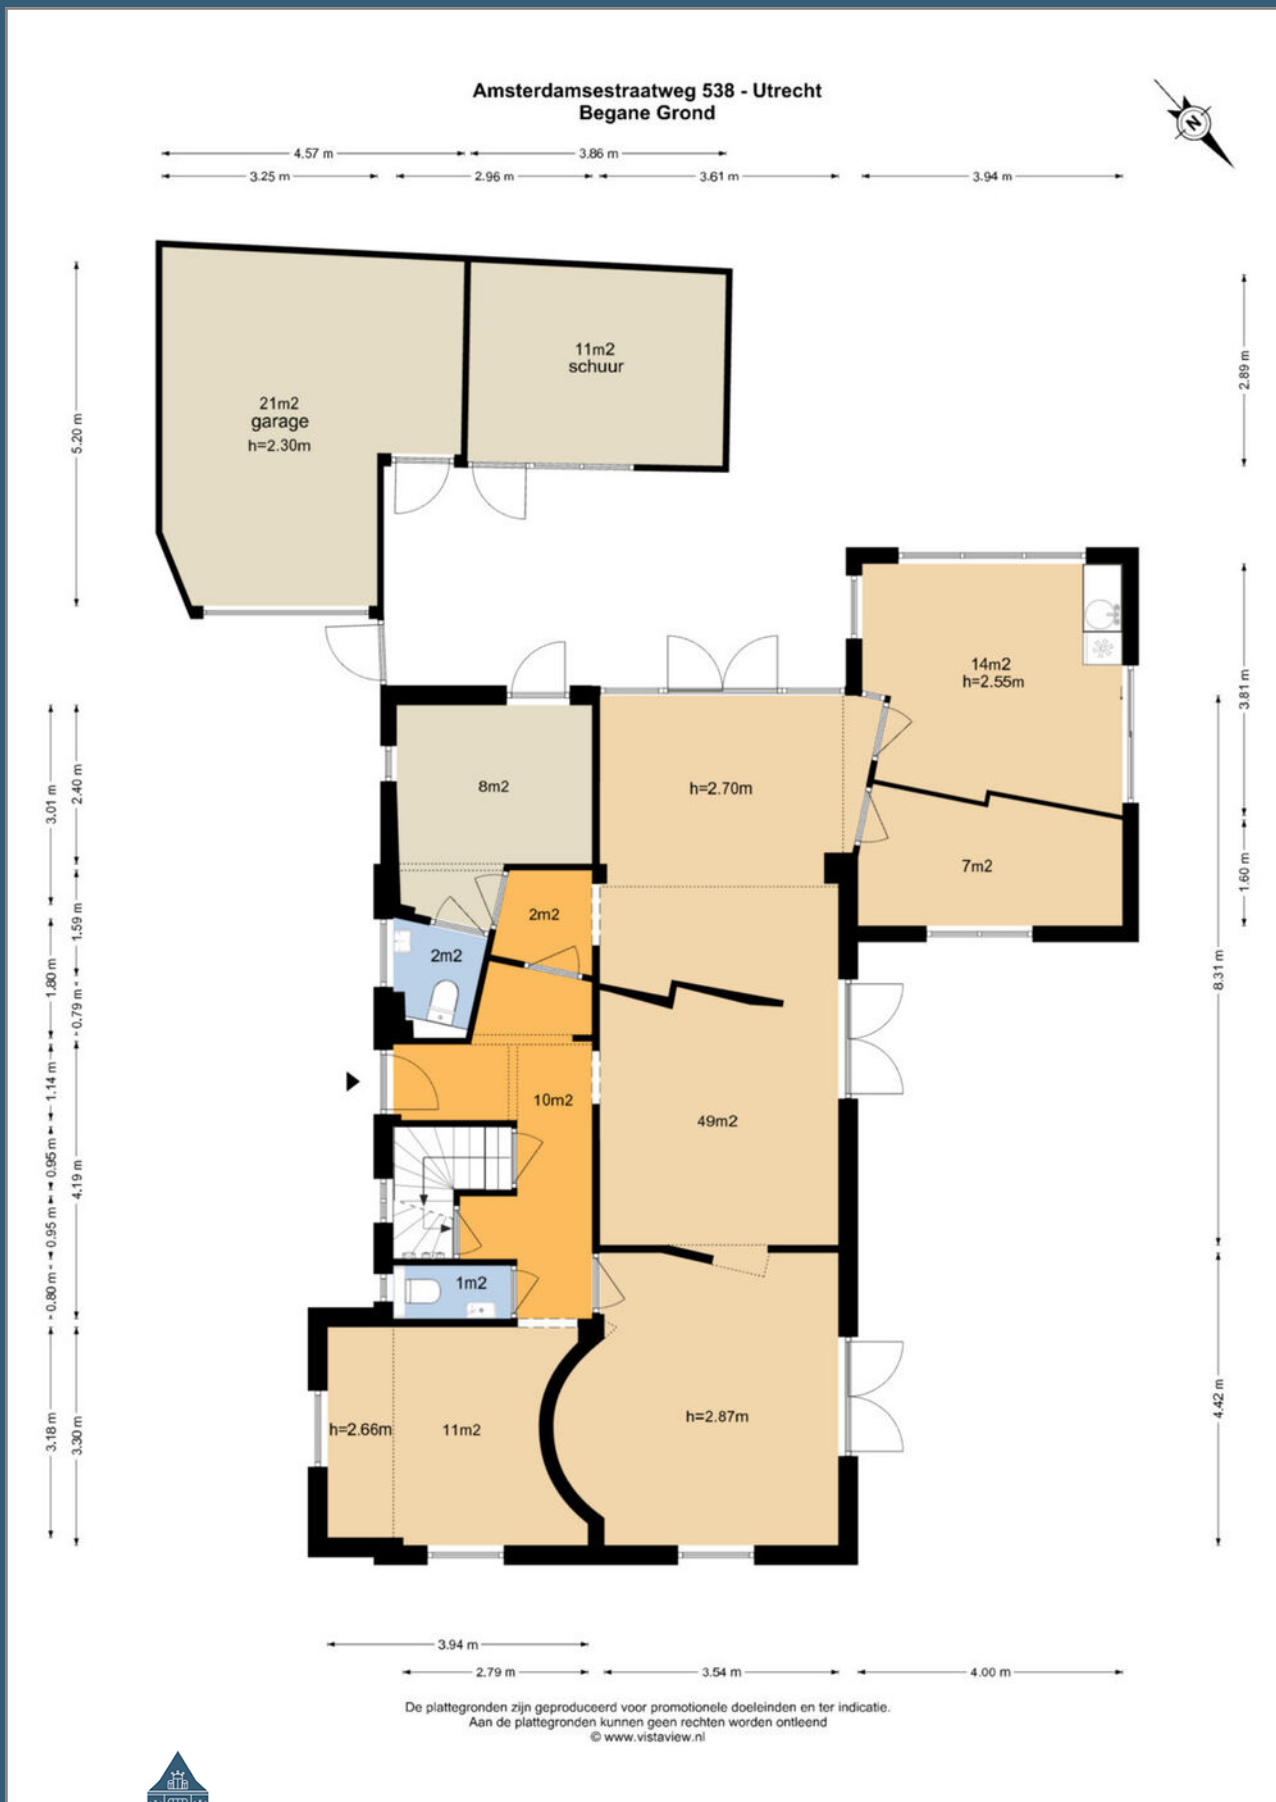 Amsterdamsestraatweg 538 - Utrecht
Begane Grond
N
4.57 m
3.86 m
3.25 m
2.96 m
3.61 m
3.94 m
5.20 m
2.89 m
11m2
schuur
21m2
garage
h=2.30m
14m2
h=2.55m
3.81 m
3.01 m
2.40 m
8m2
h=2.70m
7m2
1.60 m
1.59 m
2m2
2m2
1.80 m
0.79 m
8.31 m
1.14 m
10m2
49m2
0.95 m
4.19 m
0.95 m
0.80 m
1m2
h=2.66m
11m2
h=2.87m
3.18 m
3.30 m
4.42 m
3.94 m
2.79 m
3.54 m
4.00 m
De plattegronden zijn geproduceerd voor promotionele doeleinden en ter indicatie.
Aan de plattegronden kunnen geen rechten worden ontleend
© www.vistaview.nl